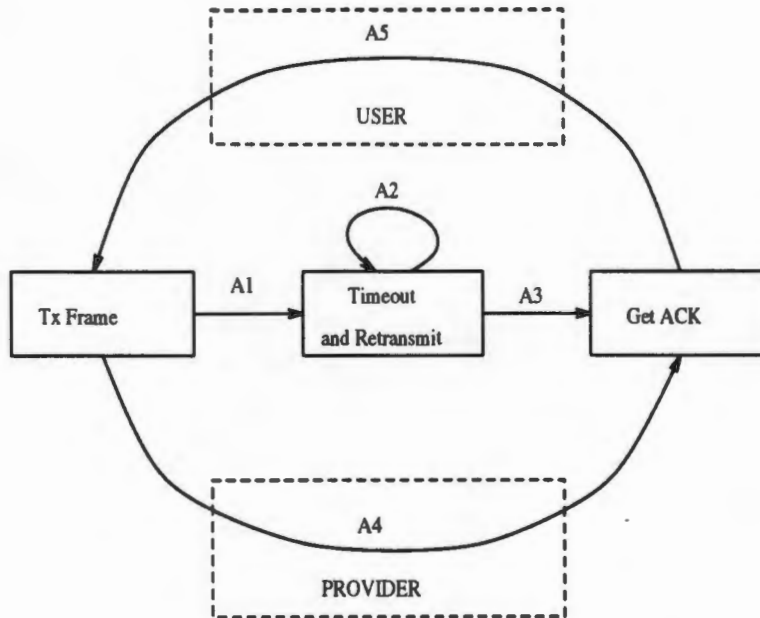 A5
USER
A2
A1
Timeout
A3
Tx Frame
and Retransmit
Get ACK
A4
PROVIDER